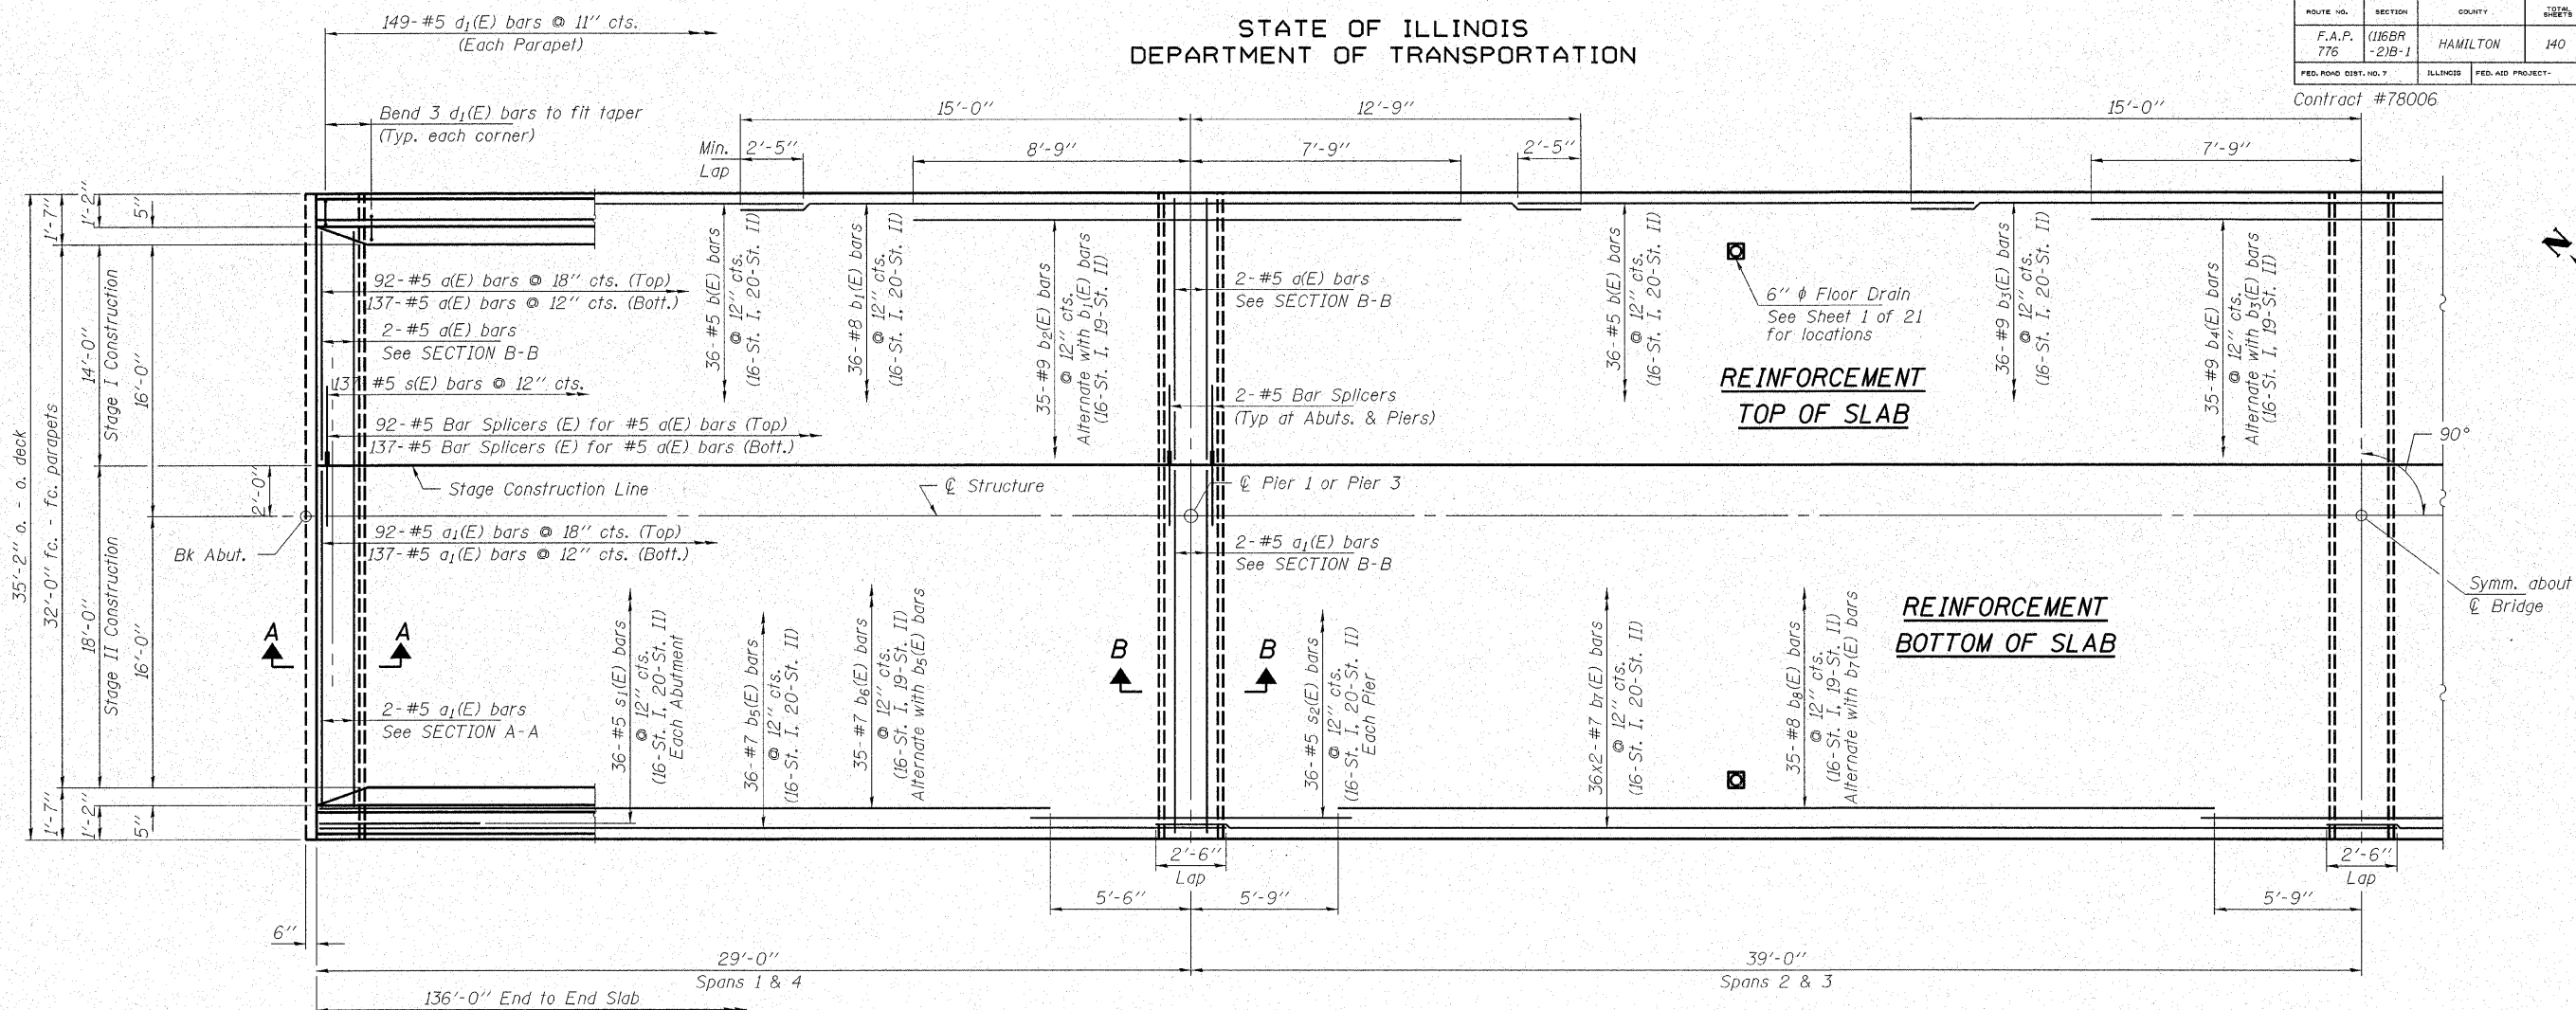 STATE OF ILLINOIS
DEPARTMENT OF TRANSPORTATION
ROUTE NO.
SECTION
COUNTY
TOTAL SHEETS
F.A.P. 776
(116BR -2)B-1
HAMILTON
140
FED. ROAD DIST. NO. 7
ILLINOIS
FED. AID PROJECT-
Contract #78006
149-#5 d1(E) bars @ 11" cts.
(Each Parapet)
Bend 3 d1(E) bars to fit taper
(Typ. each corner)
15'-0"
12'-9"
15'-0"
Min. Lap
2'-5"
8'-9"
7'-9"
2'-5"
7'-9"
35'-2" o. - o. deck
1'-7"
32'-0" fc. - fc. parapets
1'-7"
1'-2"
14'-0"
Stage I Construction
18'-0"
Stage II Construction
1'-2"
5"
16'-0"
16'-0"
5"
2'-0"
92-#5 a(E) bars @ 18" cts. (Top)
137-#5 a(E) bars @ 12" cts. (Bott.)
2-#5 a(E) bars
See SECTION B-B
137-#5 s(E) bars @ 12" cts.
92-#5 Bar Splicers (E) for #5 a(E) bars (Top)
137-#5 Bar Splicers (E) for #5 a(E) bars (Bott.)
Stage Construction Line
℄ Structure
92-#5 a1(E) bars @ 18" cts. (Top)
137-#5 a1(E) bars @ 12" cts. (Bott.)
Bk Abut.
36-#5 b(E) bars
@ 12" cts.
(16-St. I, 20-St. II)
36-#8 b1(E) bars
@ 12" cts.
(16-St. I, 20-St. II)
35-#9 b2(E) bars
@ 12" cts.
Alternate with b1(E) bars
(16-St. I, 19-St. II)
2-#5 a(E) bars
See SECTION B-B
2-#5 Bar Splicers
(Typ at Abuts. & Piers)
℄ Pier 1 or Pier 3
2-#5 a1(E) bars
See SECTION B-B
36-#5 b(E) bars
@ 12" cts.
(16-St. I, 20-St. II)
6" ϕ Floor Drain
See Sheet 1 of 21
for locations
REINFORCEMENT
TOP OF SLAB
36-#9 b3(E) bars
@ 12" cts.
(16-St. I, 20-St. II)
35-#9 b4(E) bars
@ 12" cts.
Alternate with b3(E) bars
(16-St. I, 19-St. II)
90°
N
Symm. about
℄ Bridge
A
A
2-#5 a1(E) bars
See SECTION A-A
36-#5 s1(E) bars
@ 12" cts.
(16-St. I, 20-St. II)
Each Abutment
36-#7 b5(E) bars
@ 12" cts.
(16-St. I, 20-St. II)
35-#7 b6(E) bars
@ 12" cts.
(16-St. I, 19-St. II)
Alternate with b5(E) bars
B
B
36-#5 s2(E) bars
@ 12" cts.
(16-St. I, 20-St. II)
Each Pier
36x2-#7 b7(E) bars
@ 12" cts.
(16-St. I, 20-St. II)
35-#8 b8(E) bars
@ 12" cts.
(16-St. I, 19-St. II)
Alternate with b7(E) bars
REINFORCEMENT
BOTTOM OF SLAB
2'-6"
Lap
2'-6"
Lap
5'-6"
5'-9"
5'-9"
6"
29'-0"
Spans 1 & 4
39'-0"
Spans 2 & 3
136'-0" End to End Slab